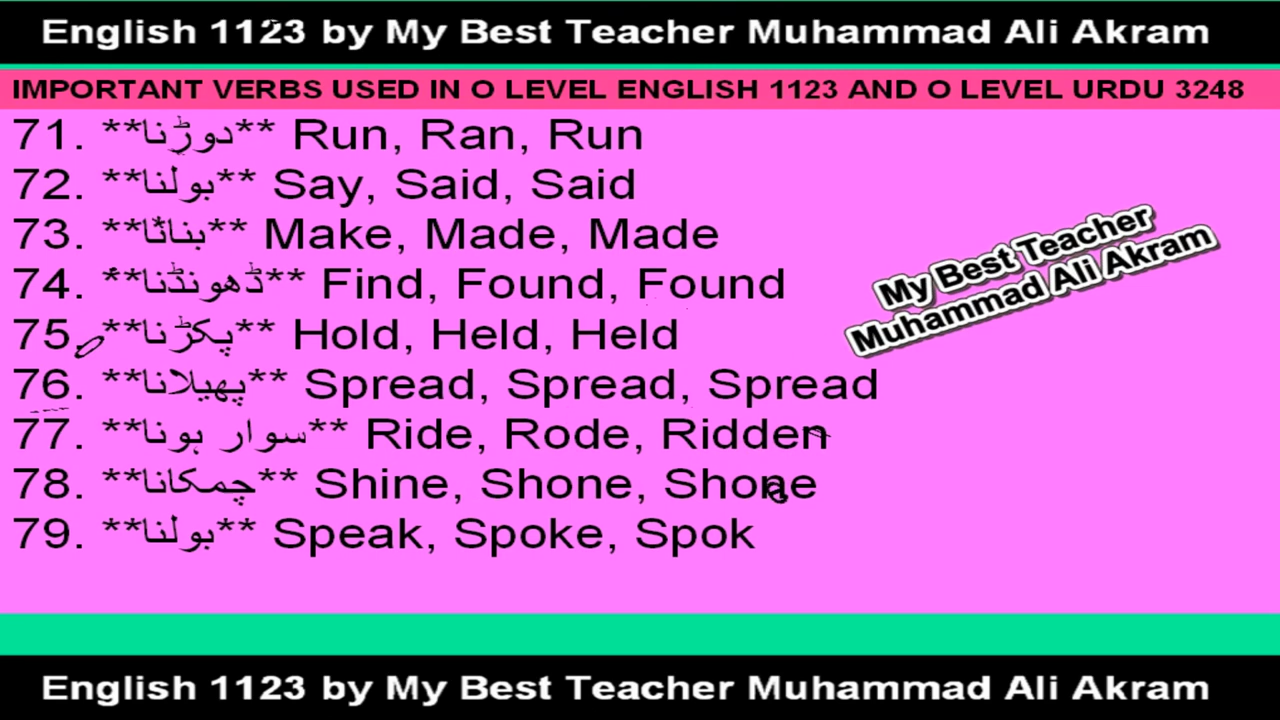 English 1123 by My Best Teacher Muhammad Ali Akram
IMPORTANT VERBS USED IN O LEVEL ENGLISH 1123 AND O LEVEL URDU 3248
71. **دوڑنا** Run, Ran, Run
72. **بولنا** Say, Said, Said
73. **بنانا** Make, Made, Made
74. **ڈھونڈنا** Find, Found, Found
75. **پکڑنا** Hold, Held, Held
76. **پھیلانا** Spread, Spread, Spread
77. **سوار ہونا** Ride, Rode, Ridden
78. **چمکانا** Shine, Shone, Shone
79. **بولنا** Speak, Spoke, Spok
My Best Teacher
Muhammad Ali Akram
English 1123 by My Best Teacher Muhammad Ali Akram